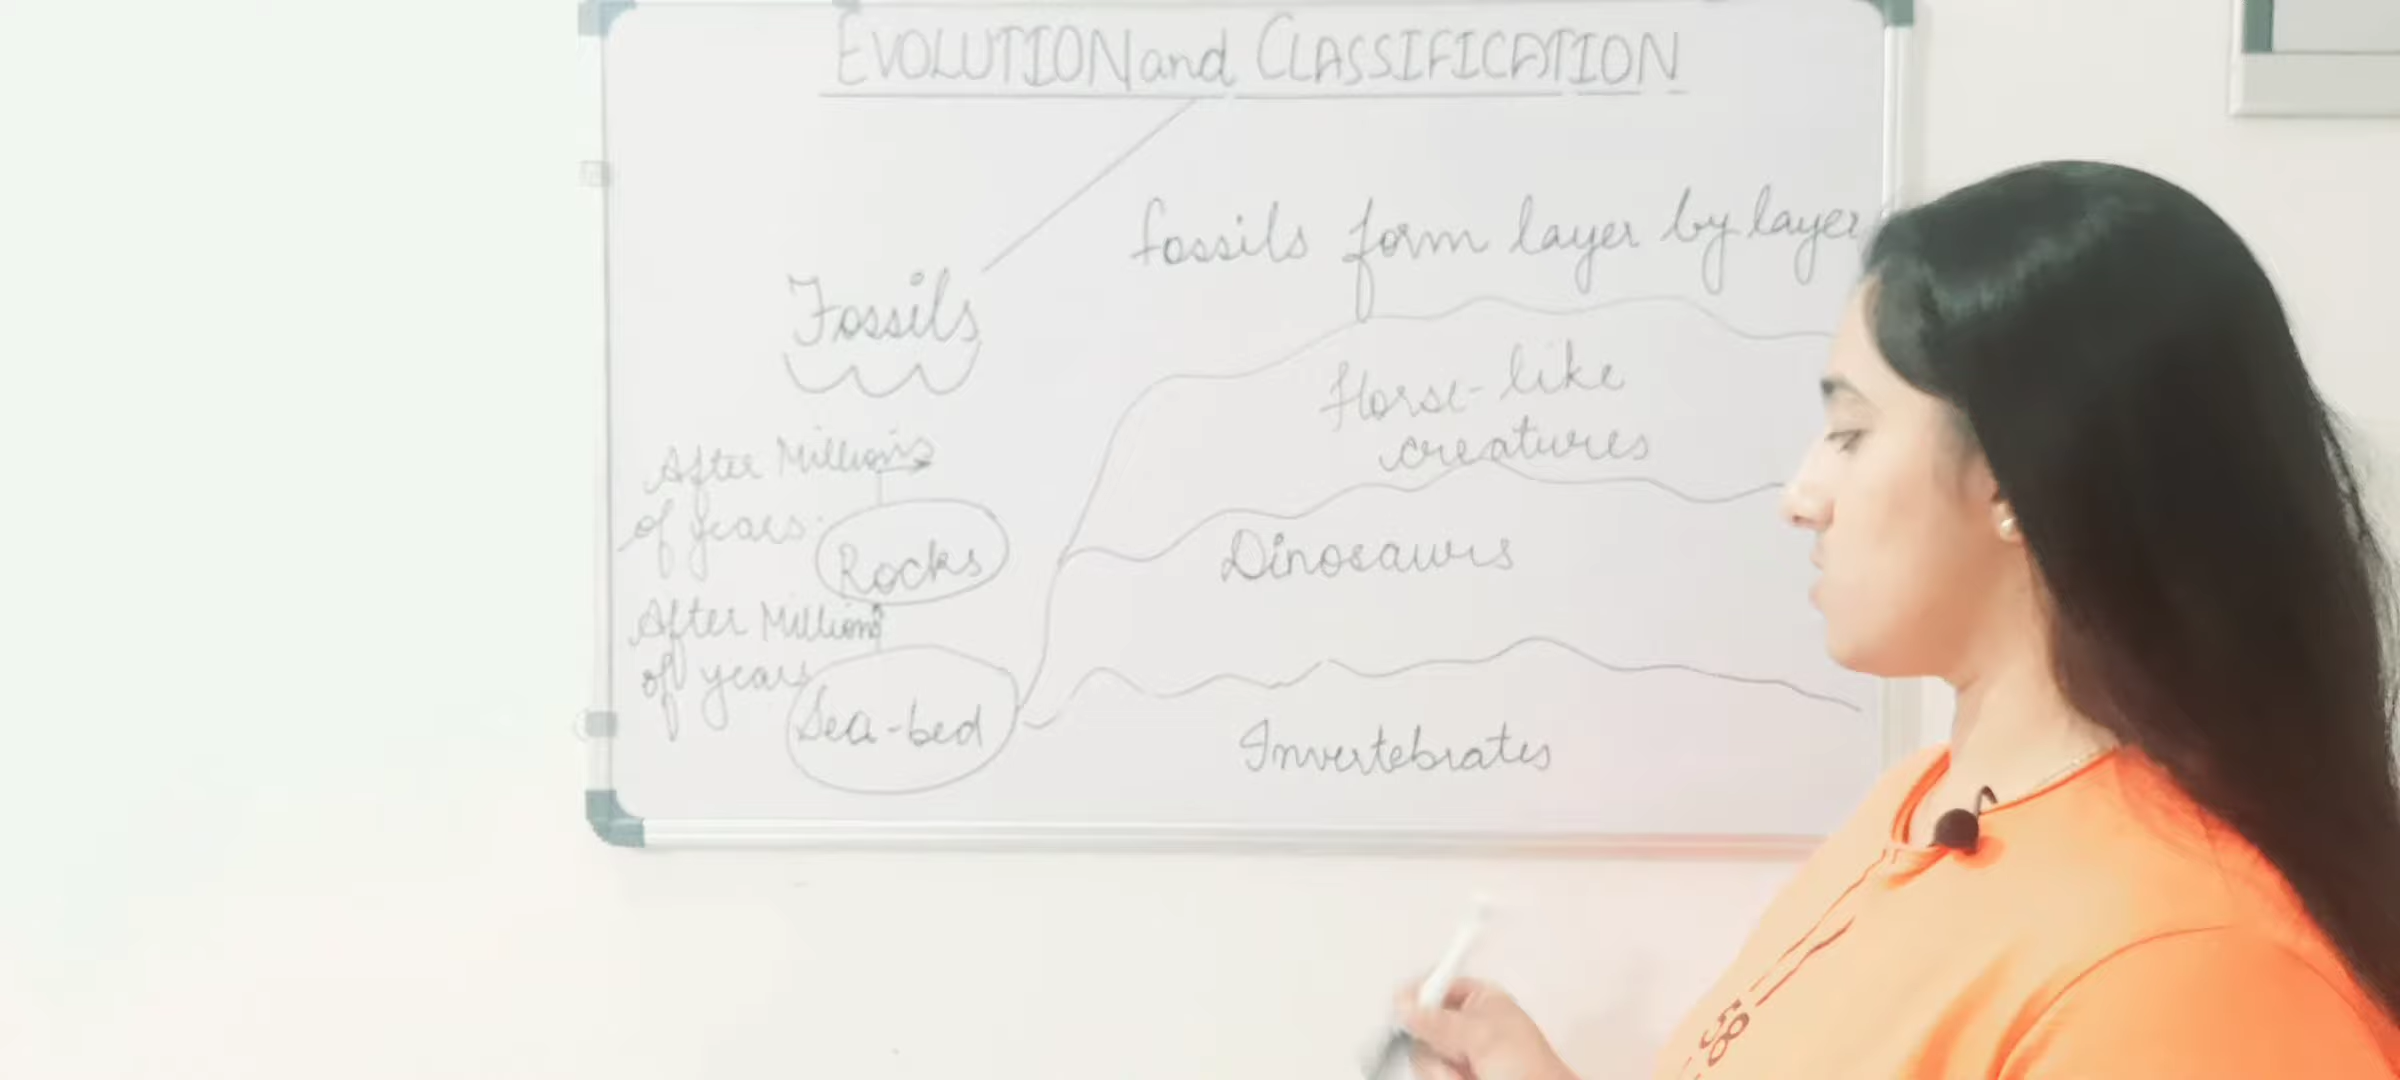 EVOLUTION and CLASSIFICATION
fossils form layer by layer
Fossils
Horse-like
creatures
After Millions
of years
Rocks
Dinosaurs
After Millions
of years
Sea-bed
Invertebrates
58